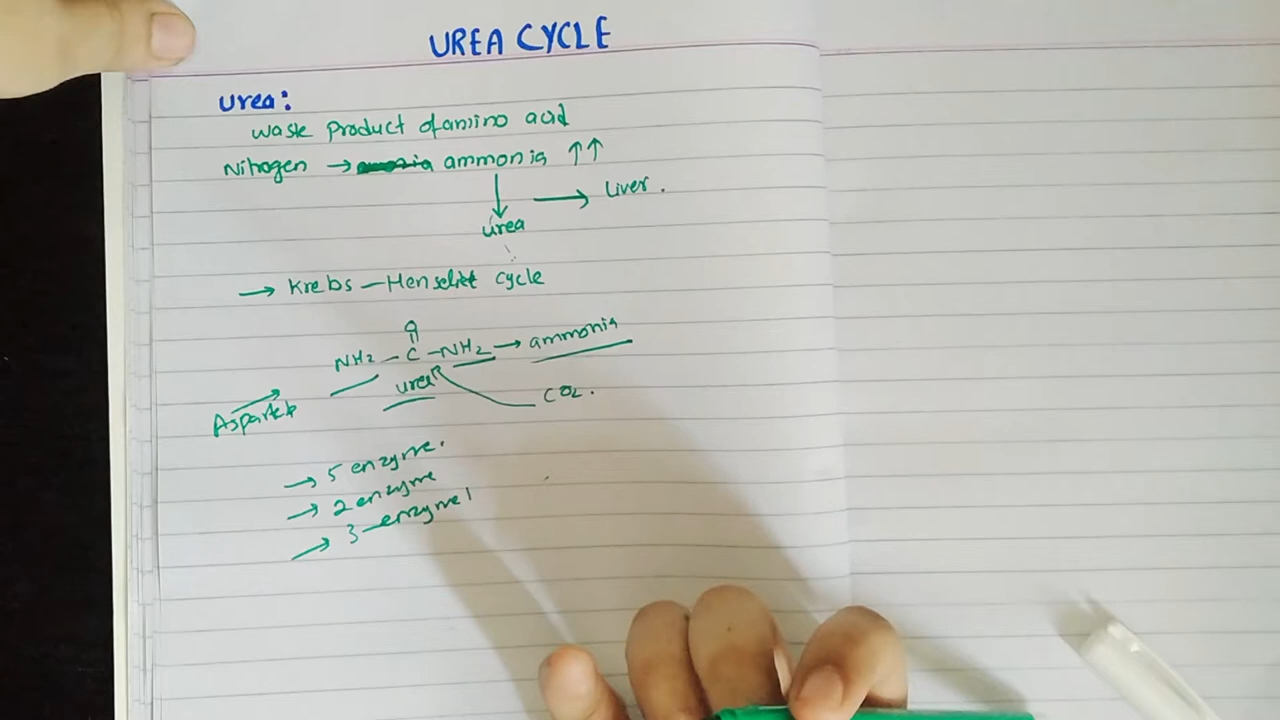 UREA CYCLE
Urea:
waste product of amino acid
Nitrogen → ammonia ↑↑
↓ → Liver.
urea
→ Krebs – Henseleit cycle
O
NH2 – C – NH2 → ammonia
urea
CO2.
Aspartate
→ 5 enzyme.
→ 2 enzyme
→ 3 enzyme